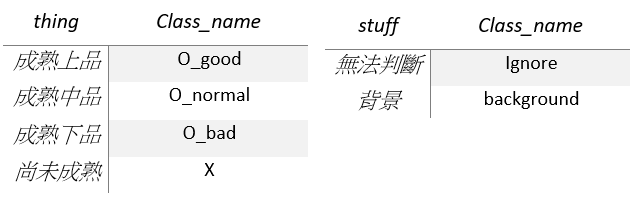 thing Class_name
成熟上品 O_good
成熟中品 O_normal
成熟下品 O_bad
尚未成熟 X
stuff Class_name
無法判斷 Ignore
背景 background